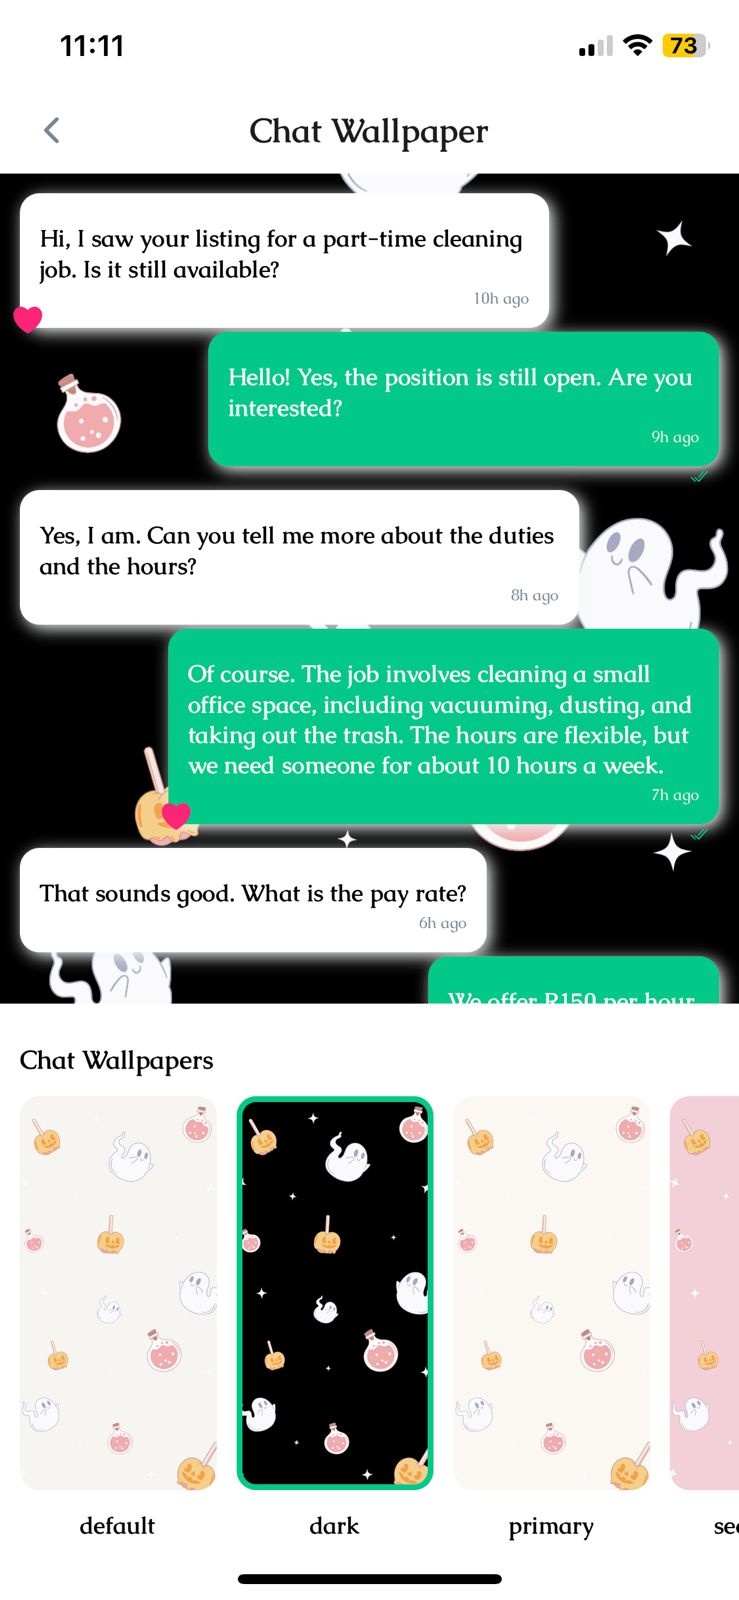 11:11
73
Chat Wallpaper
Hi, I saw your listing for a part-time cleaning
job. Is it still available?
10h ago
Hello! Yes, the position is still open. Are you
interested?
9h ago
Yes, I am. Can you tell me more about the duties
and the hours?
8h ago
Of course. The job involves cleaning a small
office space, including vacuuming, dusting, and
taking out the trash. The hours are flexible, but
we need someone for about 10 hours a week.
7h ago
That sounds good. What is the pay rate?
6h ago
We offer R150 per hour
Chat Wallpapers
default
dark
primary